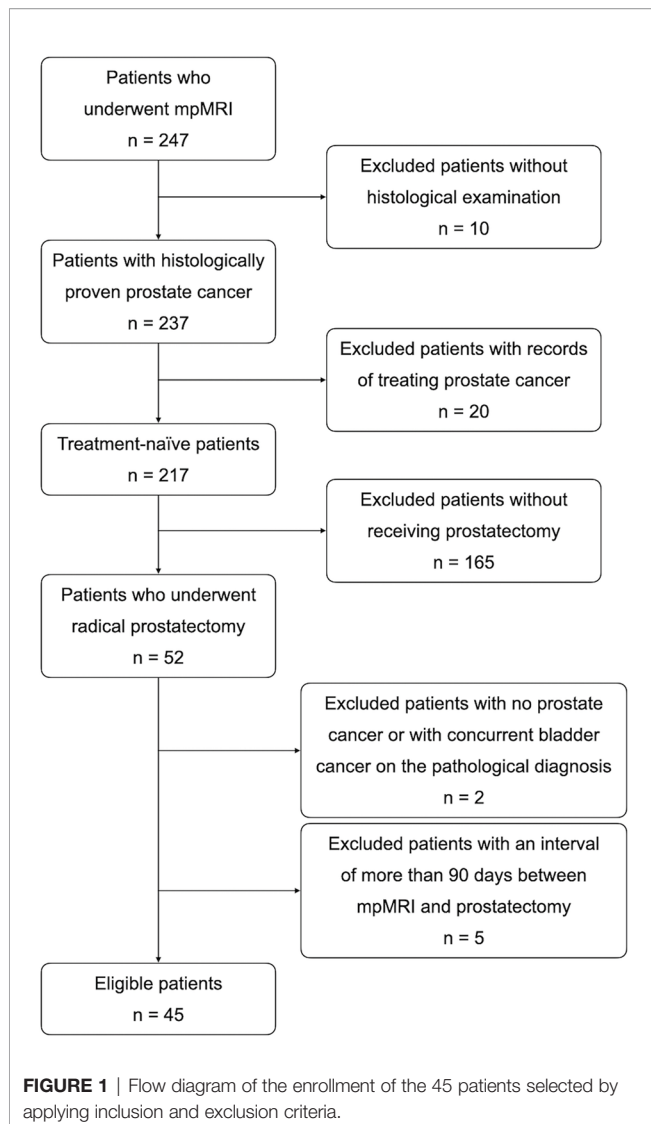 Patients who
underwent mpMRI
n = 247
Excluded patients without
histological examination
n = 10
Patients with histologically
proven prostate cancer
n = 237
Excluded patients with records
of treating prostate cancer
n = 20
Treatment-naïve patients
n = 217
Excluded patients without
receiving prostatectomy
n = 165
Patients who underwent
radical prostatectomy
n = 52
Excluded patients with no prostate
cancer or with concurrent bladder
cancer on the pathological diagnosis
n = 2
Excluded patients with an interval
of more than 90 days between
mpMRI and prostatectomy
n = 5
Eligible patients
n = 45
FIGURE 1 | Flow diagram of the enrollment of the 45 patients selected by
applying inclusion and exclusion criteria.